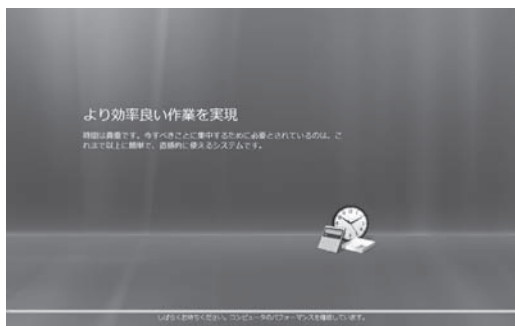 より効率良い作業を実現
時間は貴重です。今すべきことに集中するために必要とされているのは、こ
れまで以上に簡単で、直感的に使えるシステムです。
しばらくお待ちください。コンピュータのパフォーマンスを確認しています。